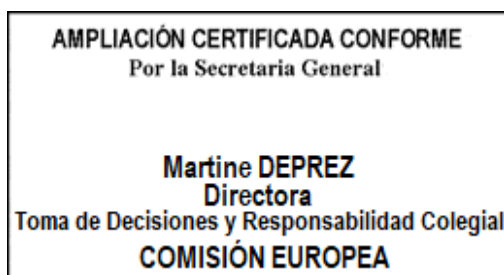 AMPLIACIÓN CERTIFICADA CONFORME
Por la Secretaria General
Martine DEPREZ
Directora
Toma de Decisiones y Responsabilidad Colegial
COMISIÓN EUROPEA